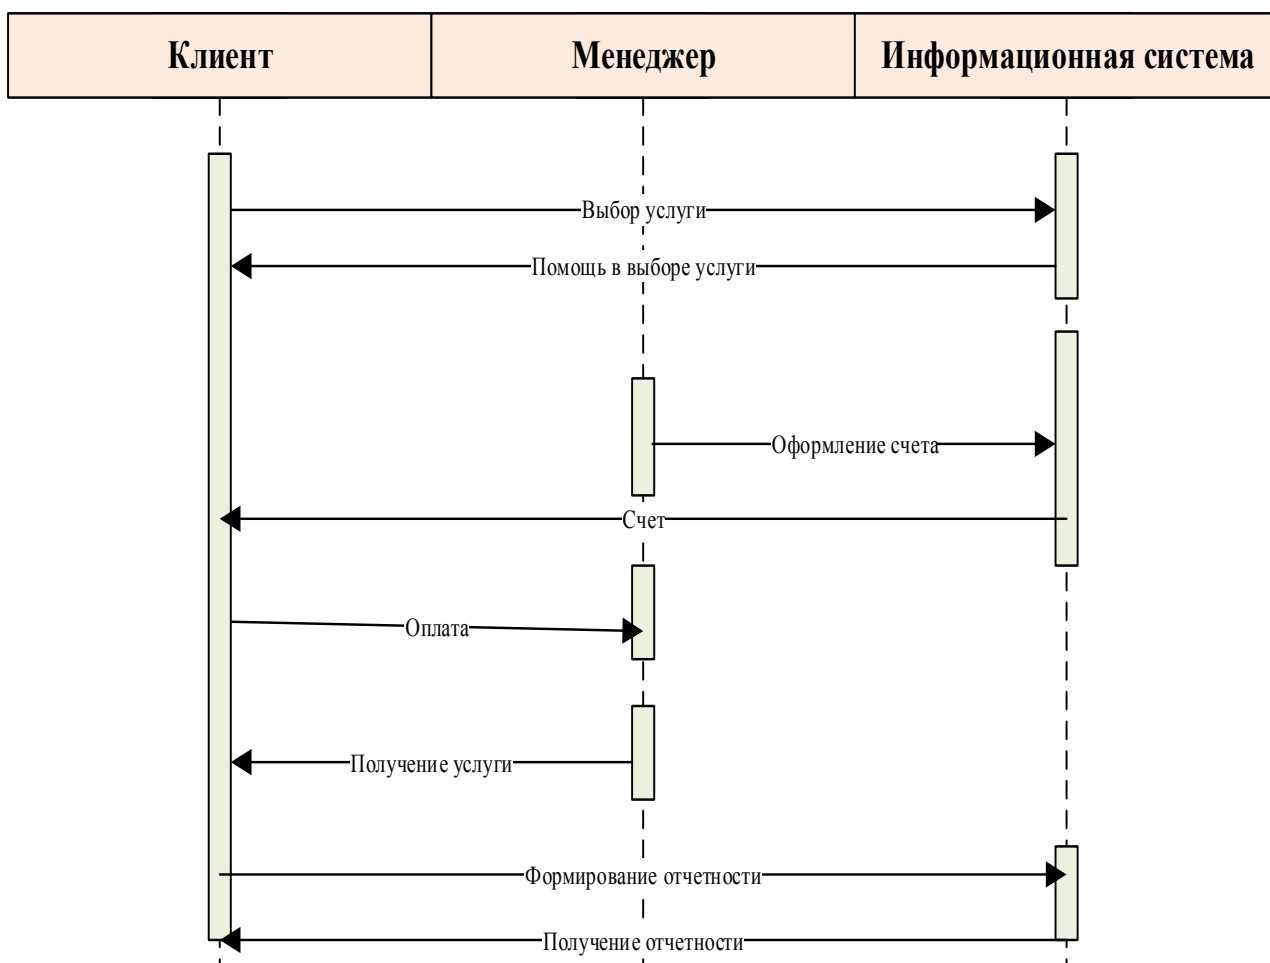 Клиент
Менеджер
Информационная система
Выбор услуги
Помощь в выборе услуги
Оформление счета
Счет
Оплата
Получение услуги
Формирование отчетности
Получение отчетности